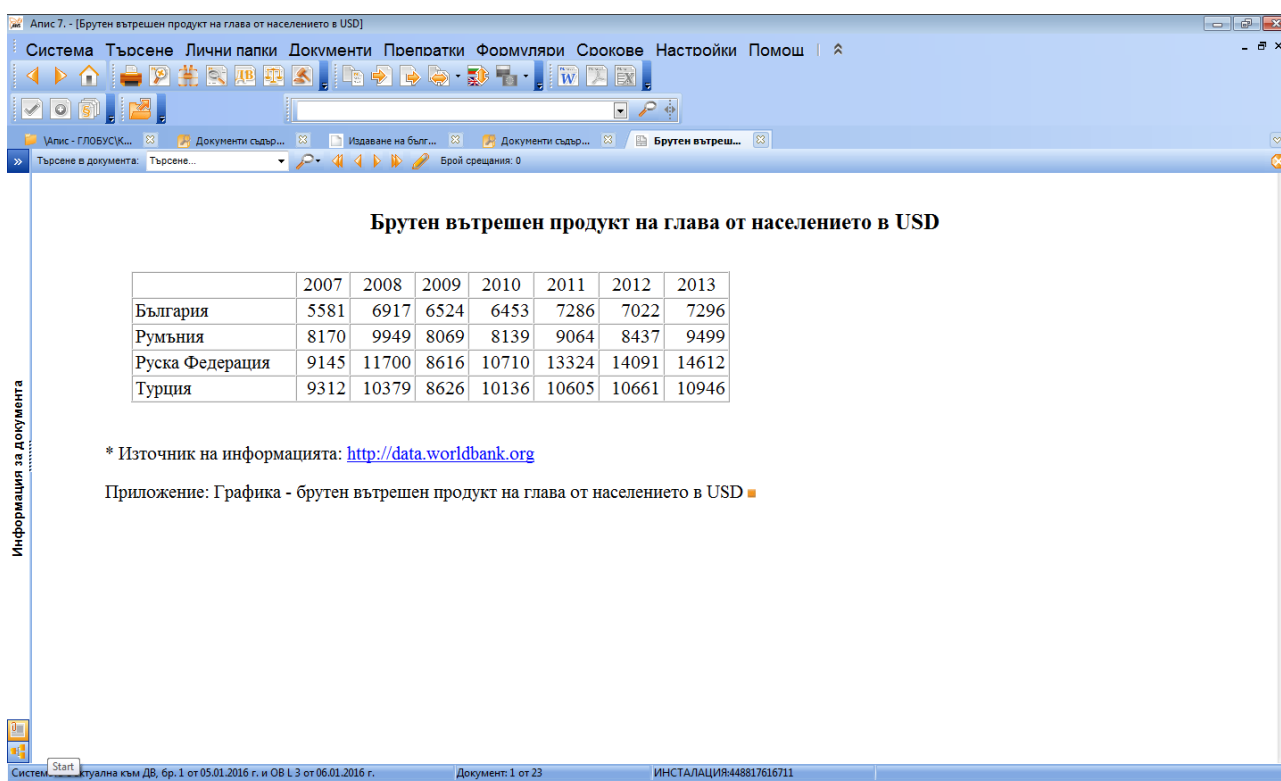 Апис 7. - [Брутен вътрешен продукт на глава от населението в USD]
Система Търсене Лични папки Документи Препратки Формуляри Срокове Настройки Помощ
\Апис - ГЛОБУС\К... Документи съдър... Издаване на бълг... Документи съдър... Брутен вътреш...
Търсене в документа: Търсене... Брой срещания: 0
Брутен вътрешен продукт на глава от населението в USD
2007 2008 2009 2010 2011 2012 2013
България 5581 6917 6524 6453 7286 7022 7296
Румъния 8170 9949 8069 8139 9064 8437 9499
Руска Федерация 9145 11700 8616 10710 13324 14091 14612
Турция 9312 10379 8626 10136 10605 10661 10946
* Източник на информацията: http://data.worldbank.org
Приложение: Графика - брутен вътрешен продукт на глава от населението в USD
Информация за документа
Start
ДВ, бр. 1 от 05.01.2016 г. и ОВ L 3 от 06.01.2016 г. Документ: 1 от 23 ИНСТАЛАЦИЯ:448817616711